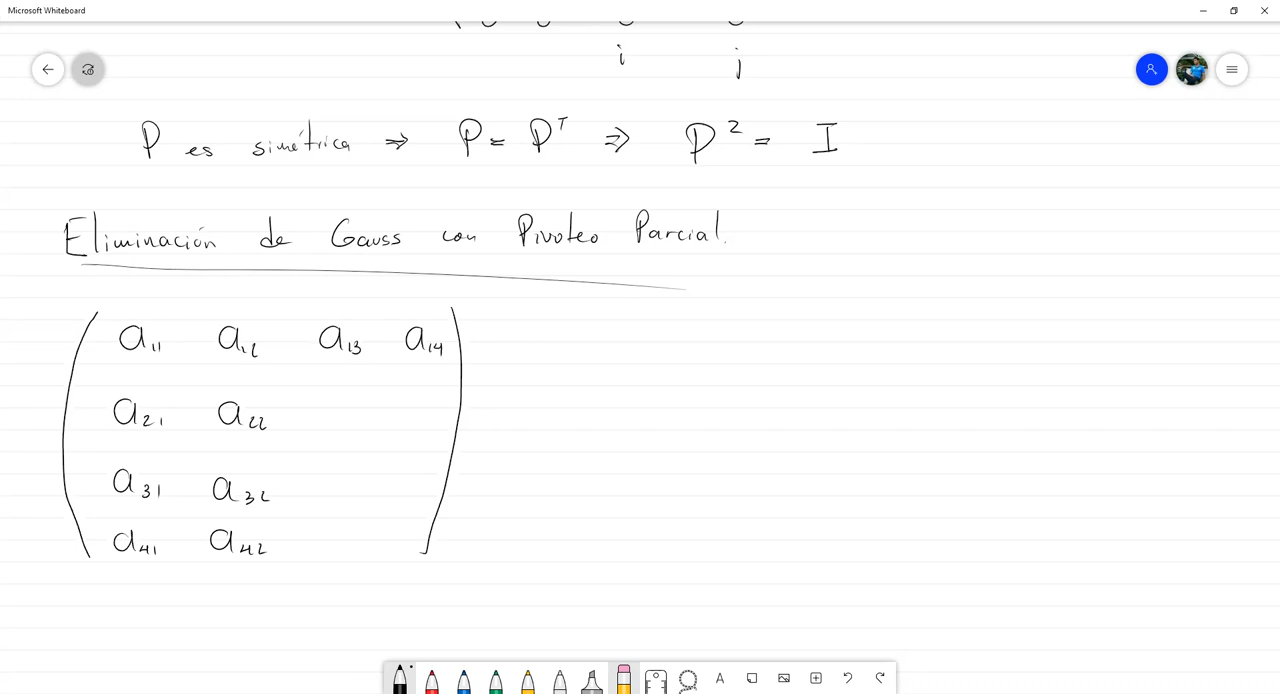 Microsoft Whiteboard
i
j
P es simétrica ⇒ P = P^T ⇒ P^2 = I
Eliminación de Gauss con Pivoteo Parcial.
a11 a12 a13 a14
a21 a22
a31 a32
a41 a42
A